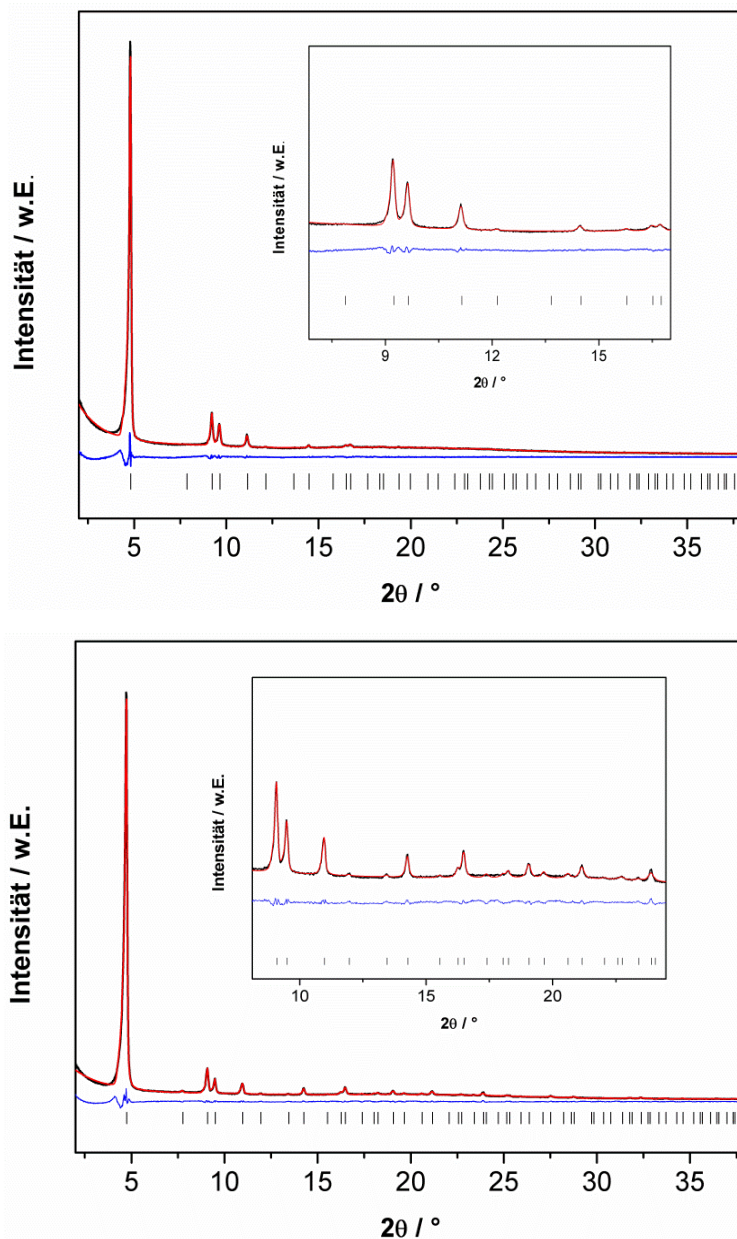 Intensität / w.E.
Intensität / w.E.
9 12 15
2θ / °
5 10 15 20 25 30 35
2θ / °
Intensität / w.E.
Intensität / w.E.
10 15 20
2θ / °
5 10 15 20 25 30 35
2θ / °